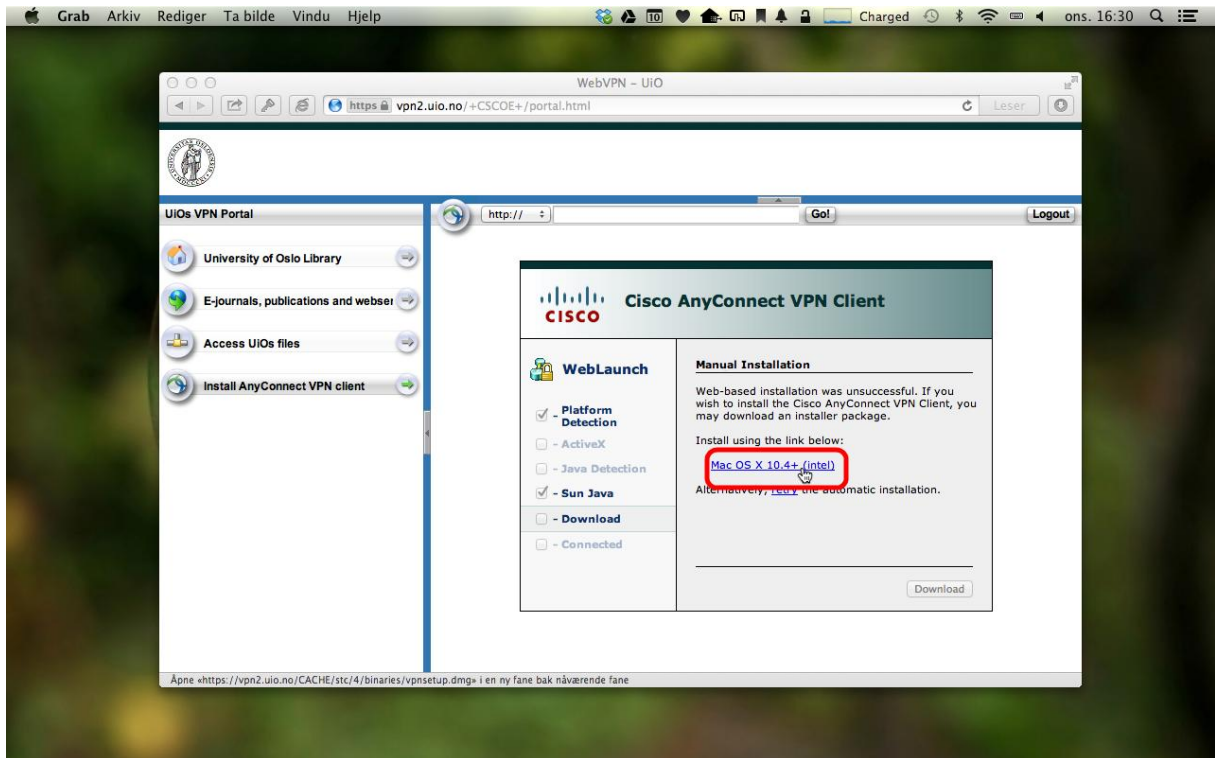 Grab Arkiv Rediger Ta bilde Vindu Hjelp
10 Charged ons. 16:30
WebVPN – UiO
https vpn2.uio.no/+CSCOE+/portal.html
Leser
UiOs VPN Portal
http://
Go!
Logout
University of Oslo Library
E-journals, publications and webser
Access UiOs files
Install AnyConnect VPN client
CISCO
Cisco AnyConnect VPN Client
WebLaunch
- Platform
Detection
- ActiveX
- Java Detection
- Sun Java
- Download
- Connected
Manual Installation
Web-based installation was unsuccessful. If you
wish to install the Cisco AnyConnect VPN Client, you
may download an installer package.
Install using the link below:
Mac OS X 10.4+ (intel)
Alternatively, retry the automatic installation.
Download
Åpne «https://vpn2.uio.no/CACHE/stc/4/binaries/vpnsetup.dmg» i en ny fane bak nåværende fane